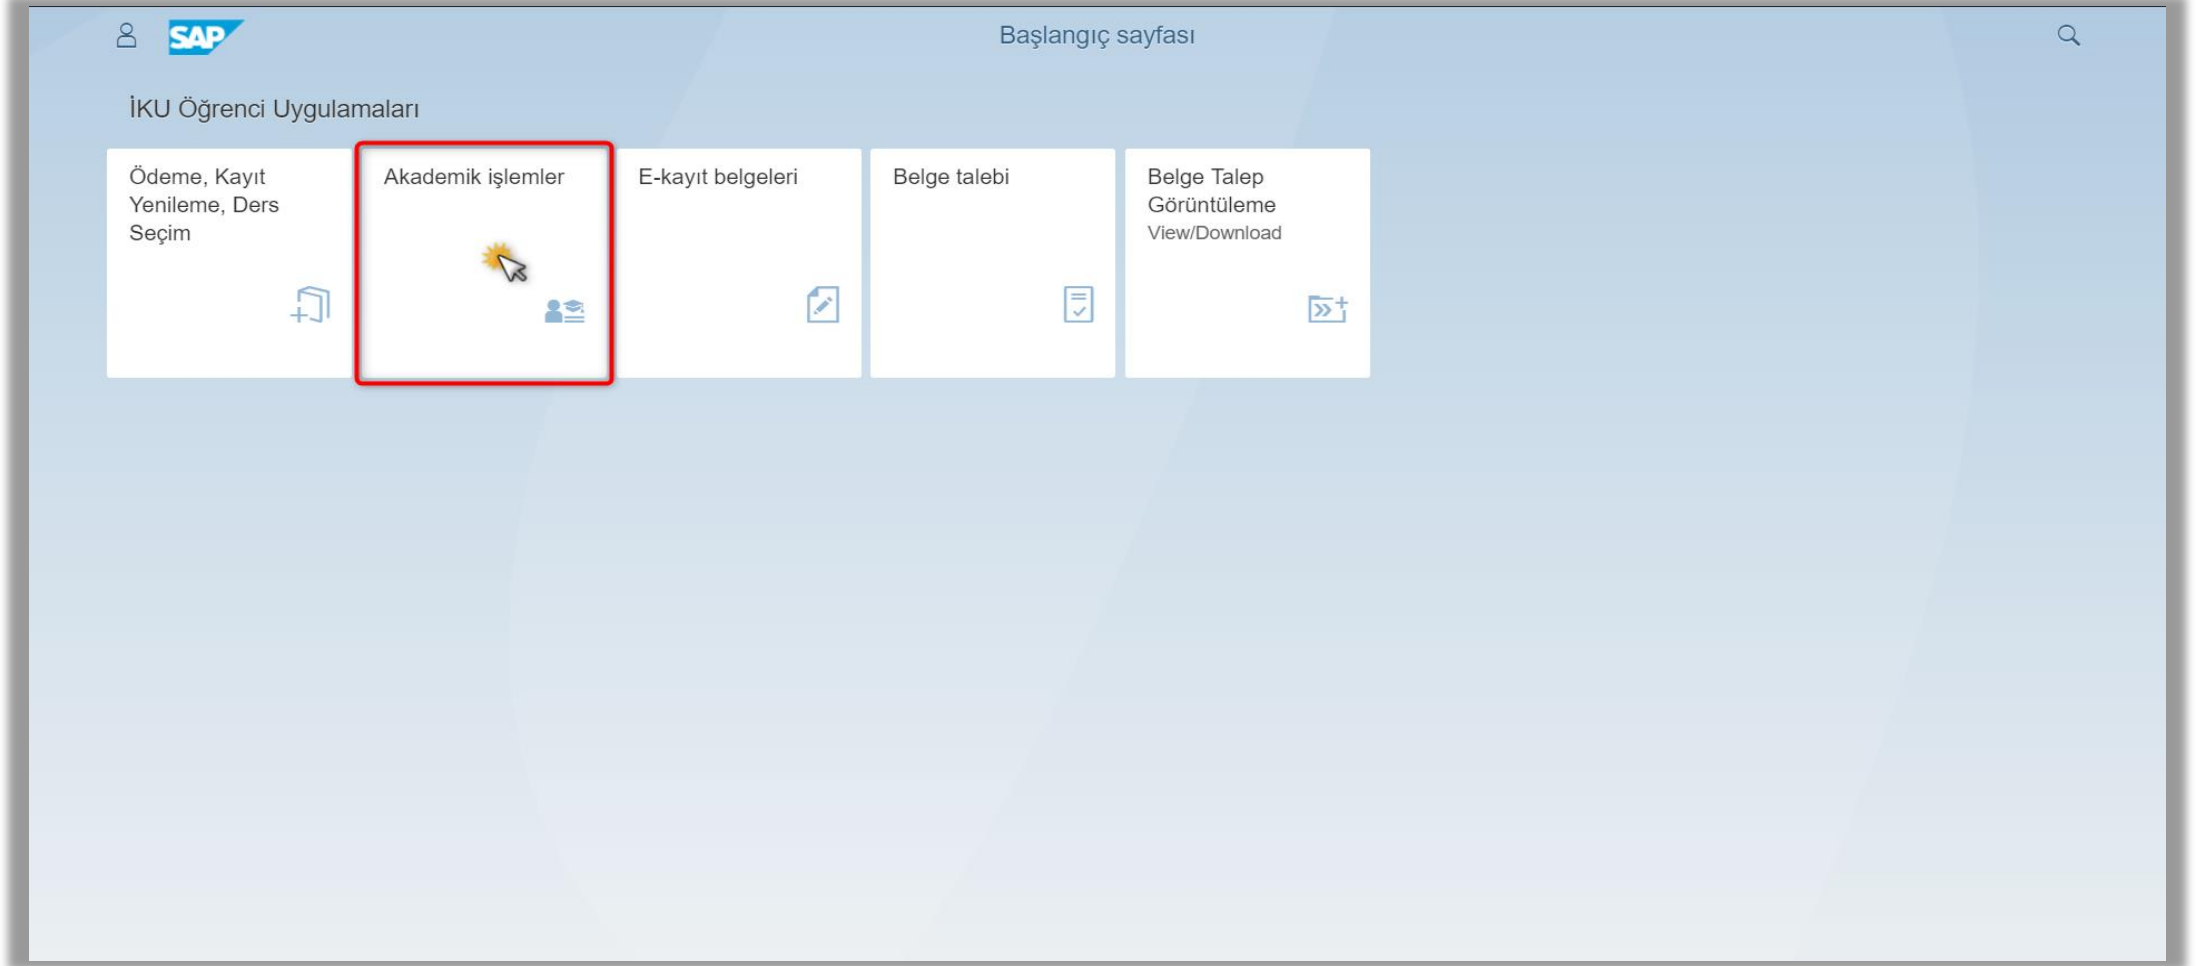 SAP
Başlangıç sayfası
İKU Öğrenci Uygulamaları
Ödeme, Kayıt
Yenileme, Ders
Seçim
Akademik işlemler
E-kayıt belgeleri
Belge talebi
Belge Talep
Görüntüleme
View/Download